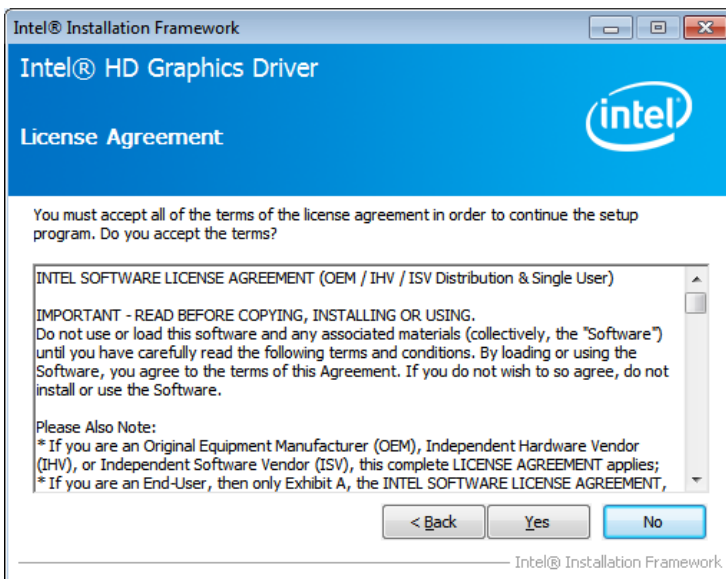 Intel® Installation Framework
Intel® HD Graphics Driver
License Agreement
intel
You must accept all of the terms of the license agreement in order to continue the setup
program. Do you accept the terms?
INTEL SOFTWARE LICENSE AGREEMENT (OEM / IHV / ISV Distribution & Single User)
IMPORTANT - READ BEFORE COPYING, INSTALLING OR USING.
Do not use or load this software and any associated materials (collectively, the "Software")
until you have carefully read the following terms and conditions. By loading or using the
Software, you agree to the terms of this Agreement. If you do not wish to so agree, do not
install or use the Software.
Please Also Note:
* If you are an Original Equipment Manufacturer (OEM), Independent Hardware Vendor
(IHV), or Independent Software Vendor (ISV), this complete LICENSE AGREEMENT applies;
* If you are an End-User, then only Exhibit A, the INTEL SOFTWARE LICENSE AGREEMENT,
< Back Yes No
Intel® Installation Framework